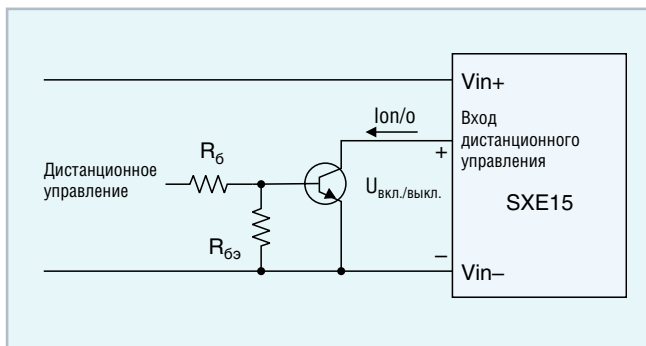 Vin+
Ion/o
Вход
дистанционного
управления
+
Дистанционное
управление
Rб
Uвкл./выкл.
SXE15
Rбэ
–
Vin–